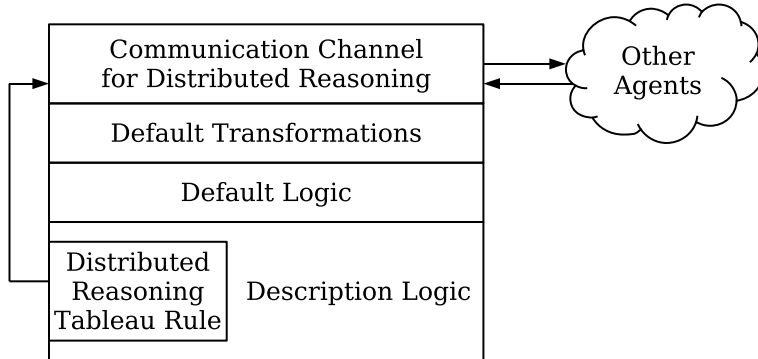 Communication Channel
for Distributed Reasoning
Other
Agents
Default Transformations
Default Logic
Distributed
Reasoning
Tableau Rule
Description Logic